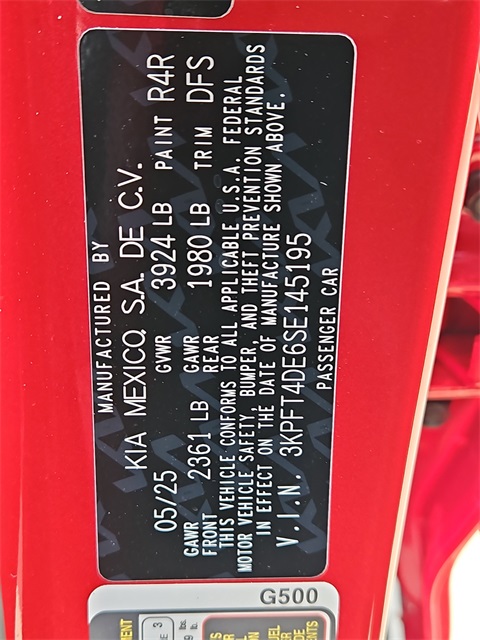 MANUFACTURED BY
KIA MEXICO, S.A. DE C.V.
05/25 GVWR 3924 LB PAINT R4R
GAWR FRONT 2361 LB GAWR REAR 1980 LB TRIM DFS
THIS VEHICLE CONFORMS TO ALL APPLICABLE U.S.A. FEDERAL
MOTOR VEHICLE SAFETY, BUMPER, AND THEFT PREVENTION STANDARDS
IN EFFECT ON THE DATE OF MANUFACTURE SHOWN ABOVE.
V.I.N. 3KPFT4DE6SE145195
PASSENGER CAR
G500